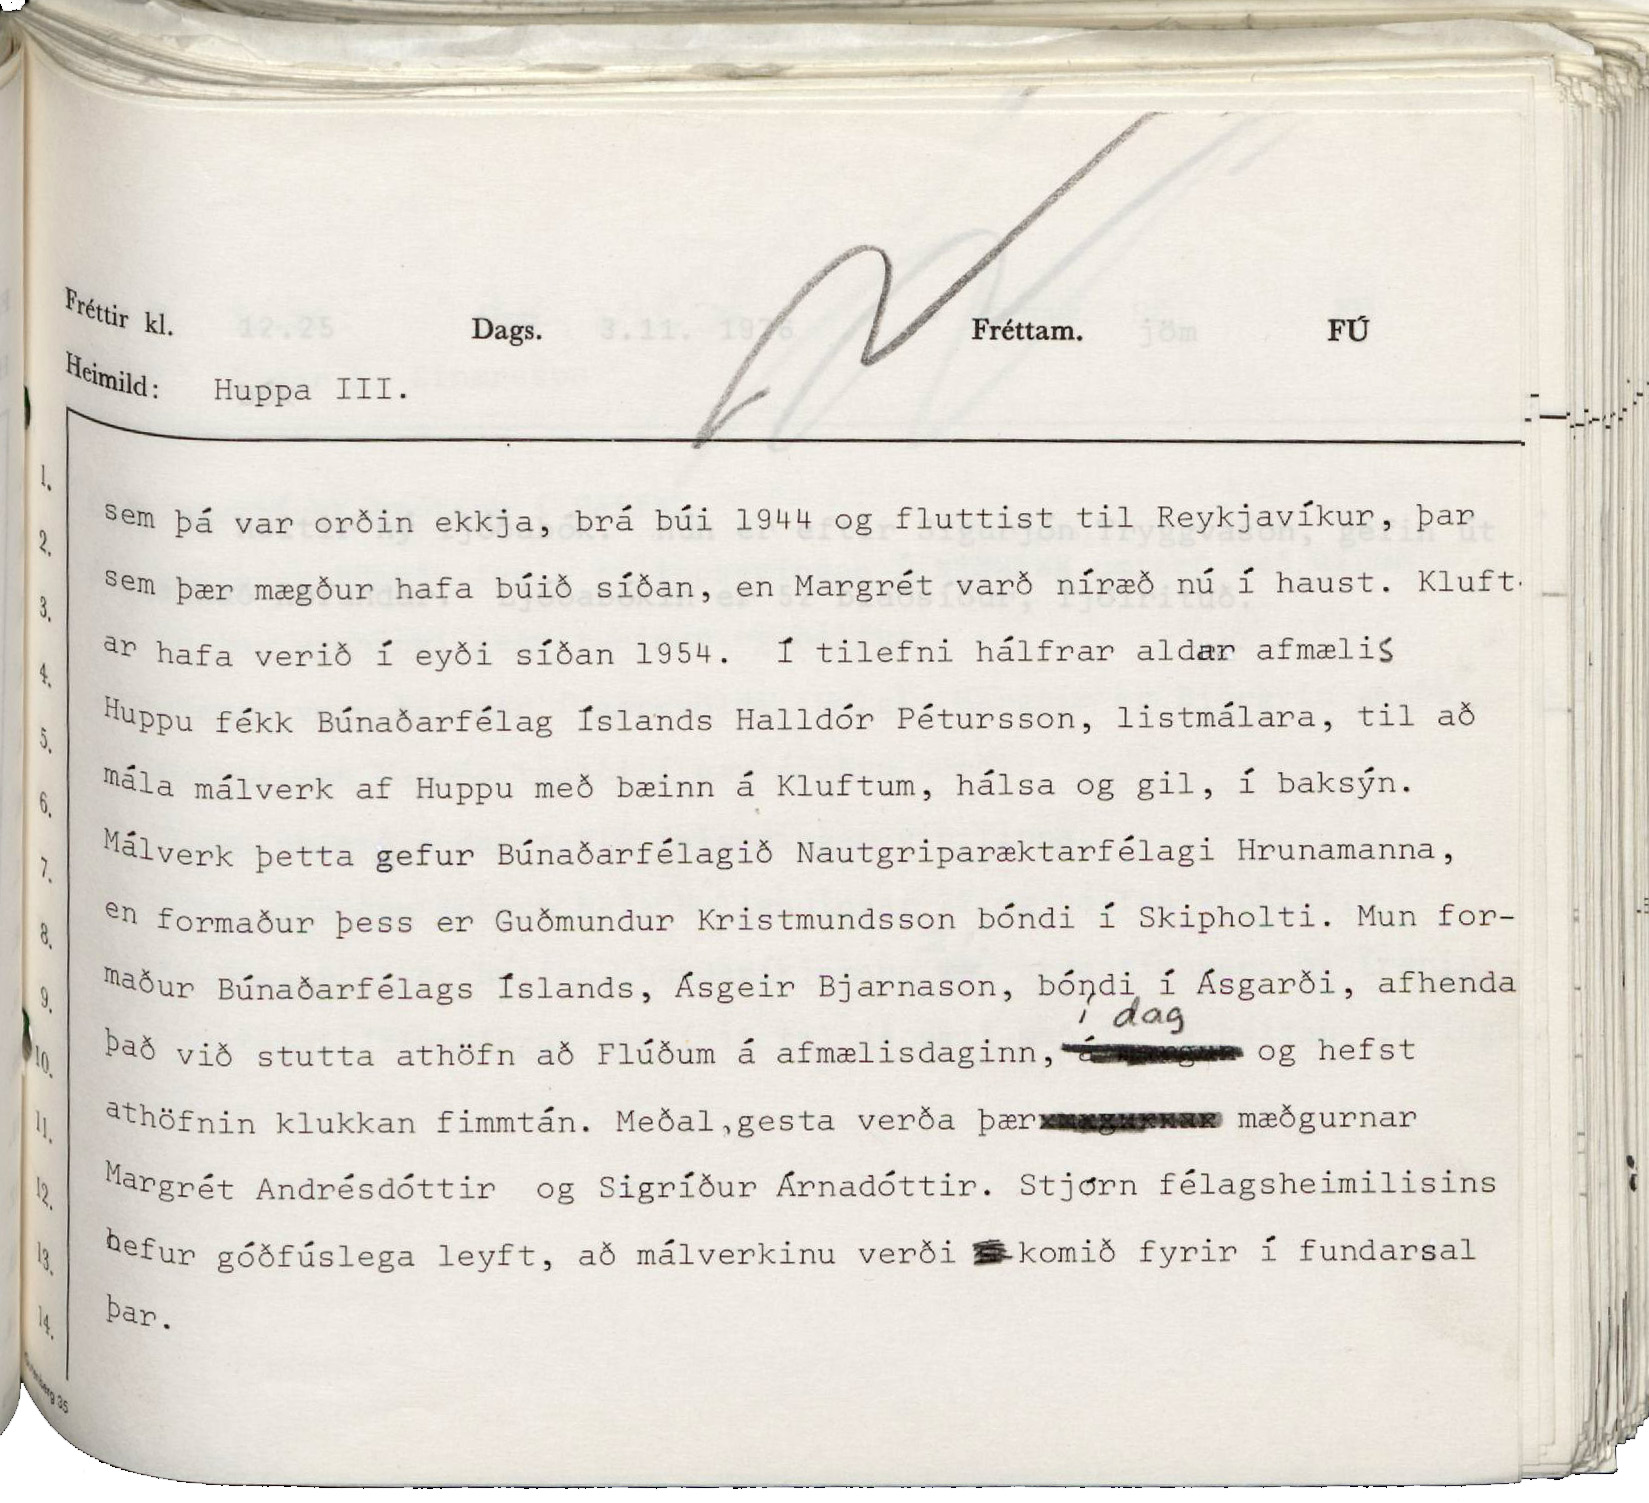 Fréttir kl. Dags. Fréttam. FÚ
Heimild: Huppa III.
1. sem þá var orðin ekkja, brá búi 1944 og fluttist til Reykjavíkur, þar
2. sem þær mægður hafa búið síðan, en Margrét varð níræð nú í haust. Kluft-
3. ar hafa verið í eyði síðan 1954. Í tilefni hálfrar aldar afmælis
4. Huppu fékk Búnaðarfélag Íslands Halldór Pétursson, listmálara, til að
5. mála málverk af Huppu með bæinn á Kluftum, hálsa og gil, í baksýn.
6. Málverk þetta gefur Búnaðarfélagið Nautgriparæktarfélagi Hrunamanna,
7. en formaður þess er Guðmundur Kristmundsson bóndi í Skipholti. Mun for-
8. maður Búnaðarfélags Íslands, Ásgeir Bjarnason, bóndi í Ásgarði, afhenda
í dag
9. það við stutta athöfn að Flúðum á afmælisdaginn, og hefst
10. athöfnin klukkan fimmtán. Meðal gesta verða þær mæðgurnar
11. Margrét Andrésdóttir og Sigríður Árnadóttir. Stjórn félagsheimilisins
12. hefur góðfúslega leyft, að málverkinu verði komið fyrir í fundarsal
13. þar.
14.